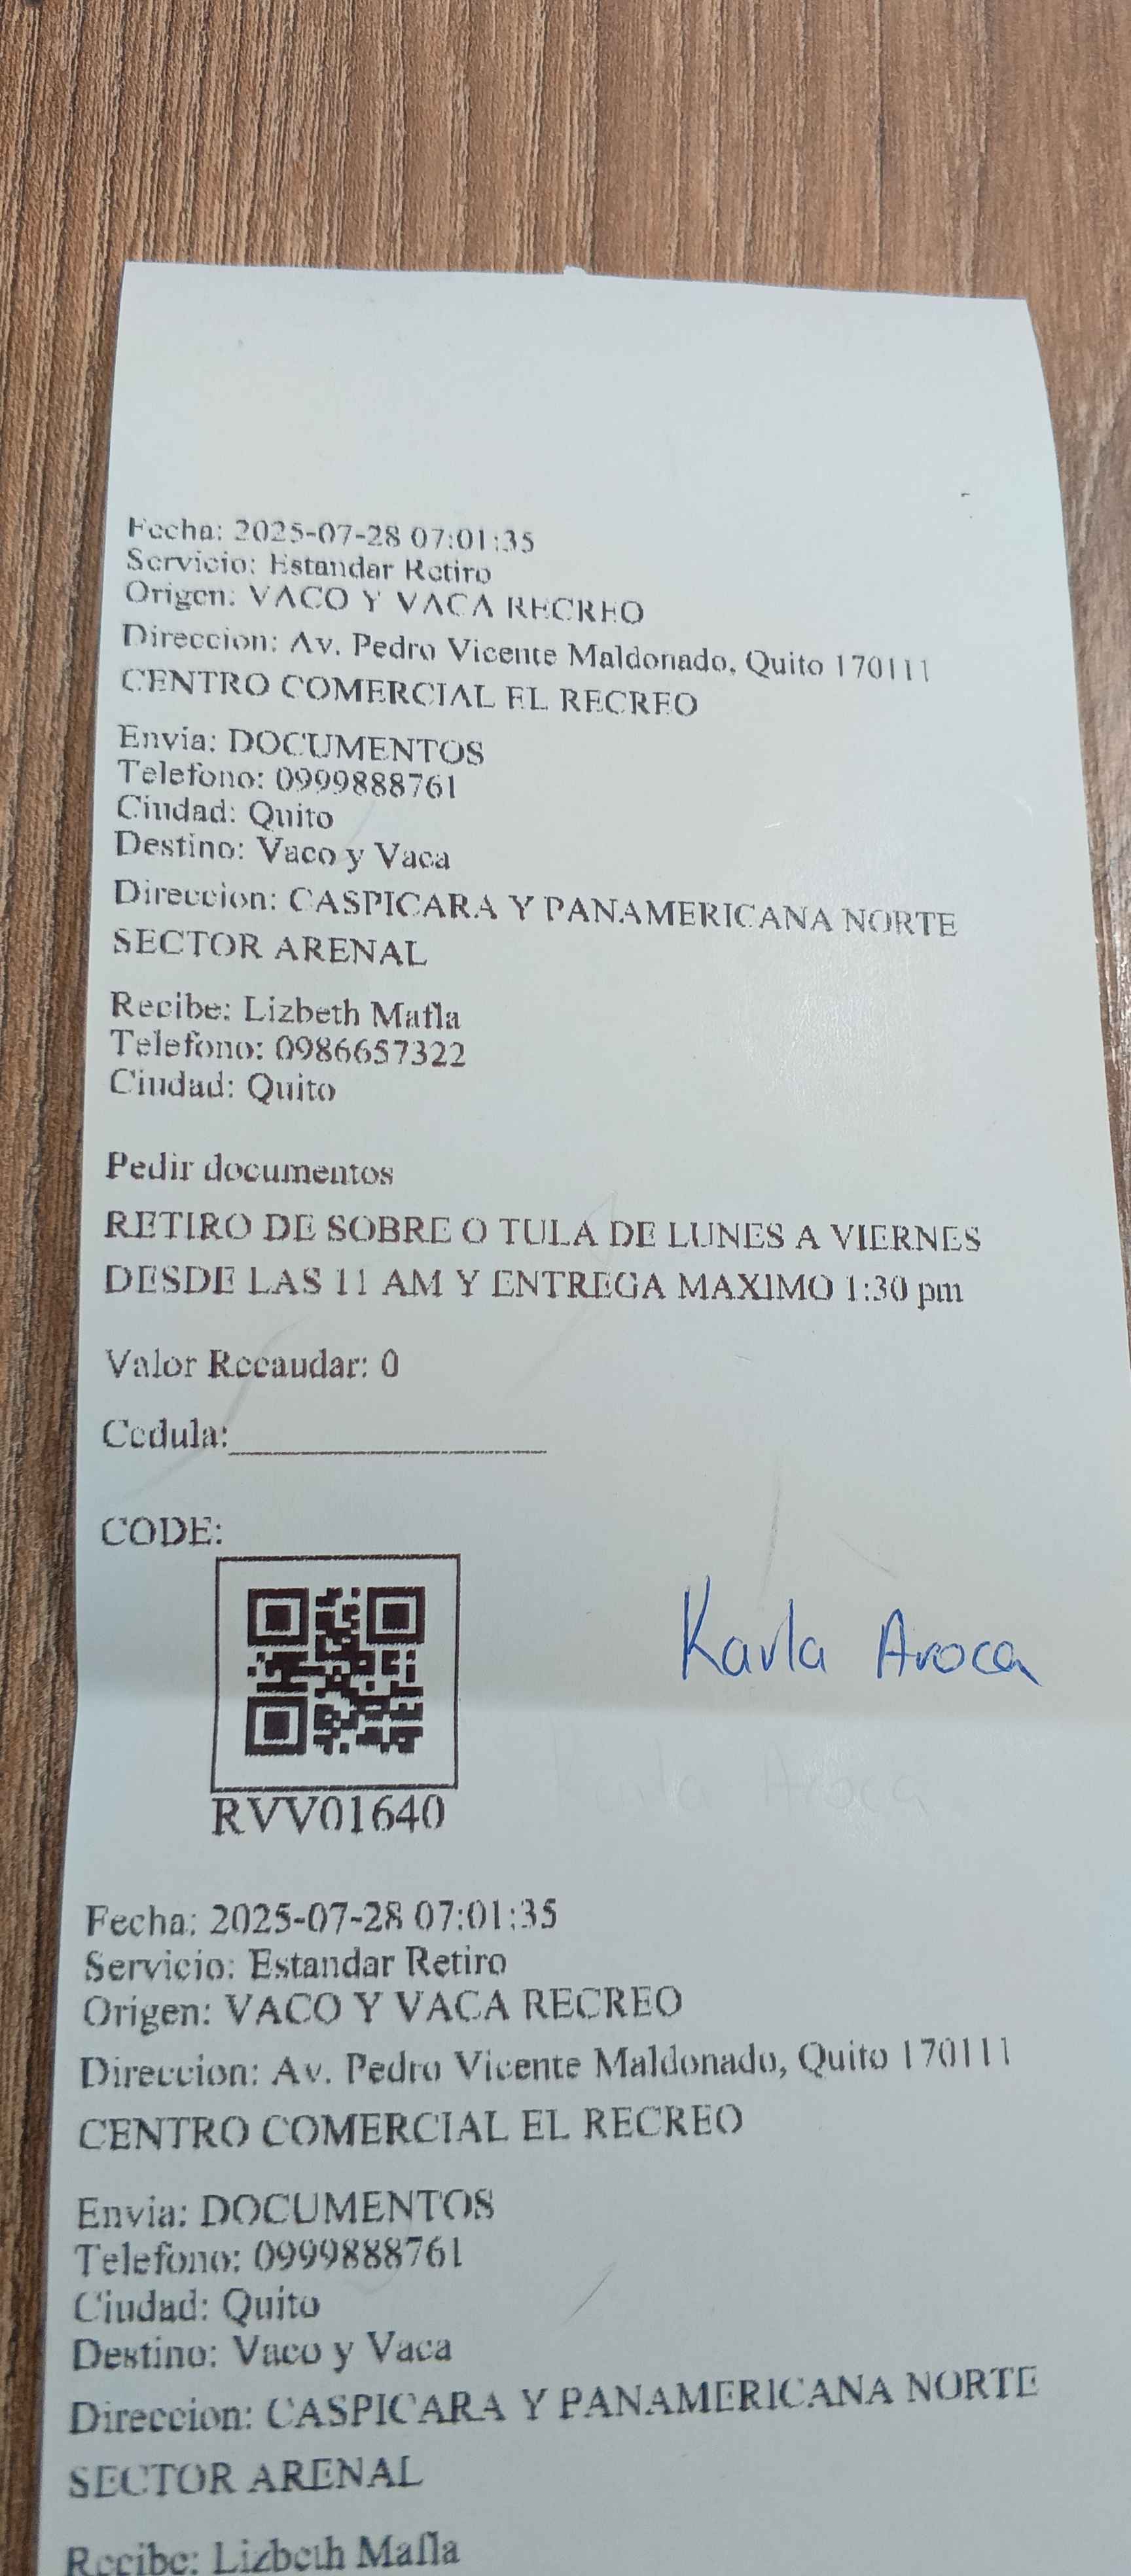 Fecha: 2025-07-28 07:01:35
Servicio: Estandar Retiro
Origen: VACO Y VACA RECREO
Direccion: Av. Pedro Vicente Maldonado, Quito 170111
CENTRO COMERCIAL EL RECREO
Envia: DOCUMENTOS
Telefono: 0999888761
Ciudad: Quito
Destino: Vaco y Vaca
Direccion: CASPICARA Y PANAMERICANA NORTE
SECTOR ARENAL
Recibe: Lizbeth Mafla
Telefono: 0986657322
Ciudad: Quito
Pedir documentos
RETIRO DE SOBRE O TULA DE LUNES A VIERNES
DESDE LAS 11 AM Y ENTREGA MAXIMO 1:30 pm
Valor Recaudar: 0
Cedula:
CODE:
Karla Aroca
RVV01640
Fecha: 2025-07-28 07:01:35
Servicio: Estandar Retiro
Origen: VACO Y VACA RECREO
Direccion: Av. Pedro Vicente Maldonado, Quito 170111
CENTRO COMERCIAL EL RECREO
Envia: DOCUMENTOS
Telefono: 0999888761
Ciudad: Quito
Destino: Vaco y Vaca
Direccion: CASPICARA Y PANAMERICANA NORTE
SECTOR ARENAL
Recibe: Lizbeth Mafla